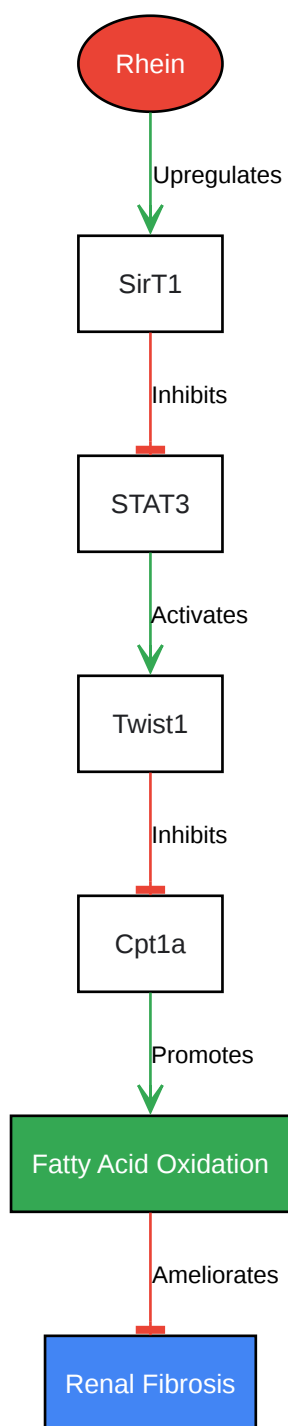 Rhein
Upregulates
SirT1
Inhibits
STAT3
Activates
Twist1
Inhibits
Cpt1a
Promotes
Fatty Acid Oxidation
Ameliorates
Renal Fibrosis